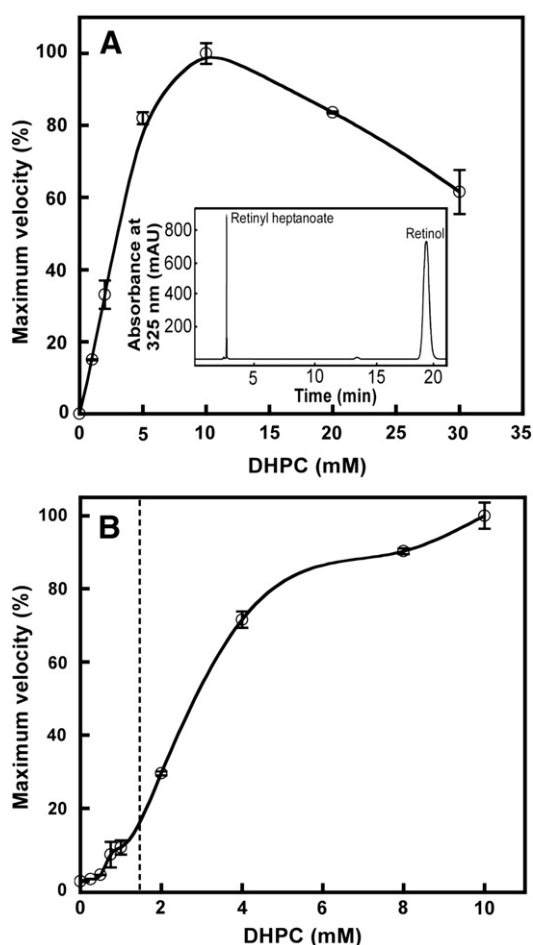 A
Maximum velocity (%)
100
80
60
40
20
0
Absorbance at
325 nm (mAU)
800
600
400
200
Retinyl heptanoate
Retinol
5 10 15 20
Time (min)
0 5 10 15 20 25 30 35
DHPC (mM)
B
Maximum velocity (%)
100
80
60
40
20
0
0 2 4 6 8 10
DHPC (mM)